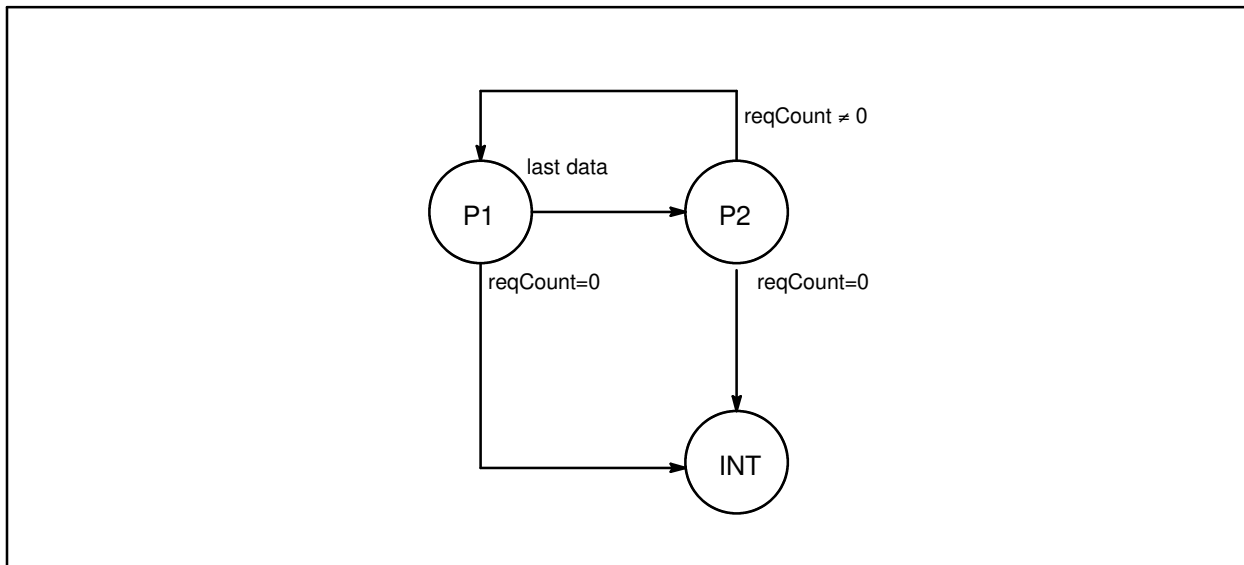 reqCount ≠ 0
last data
P1
P2
reqCount=0
reqCount=0
INT